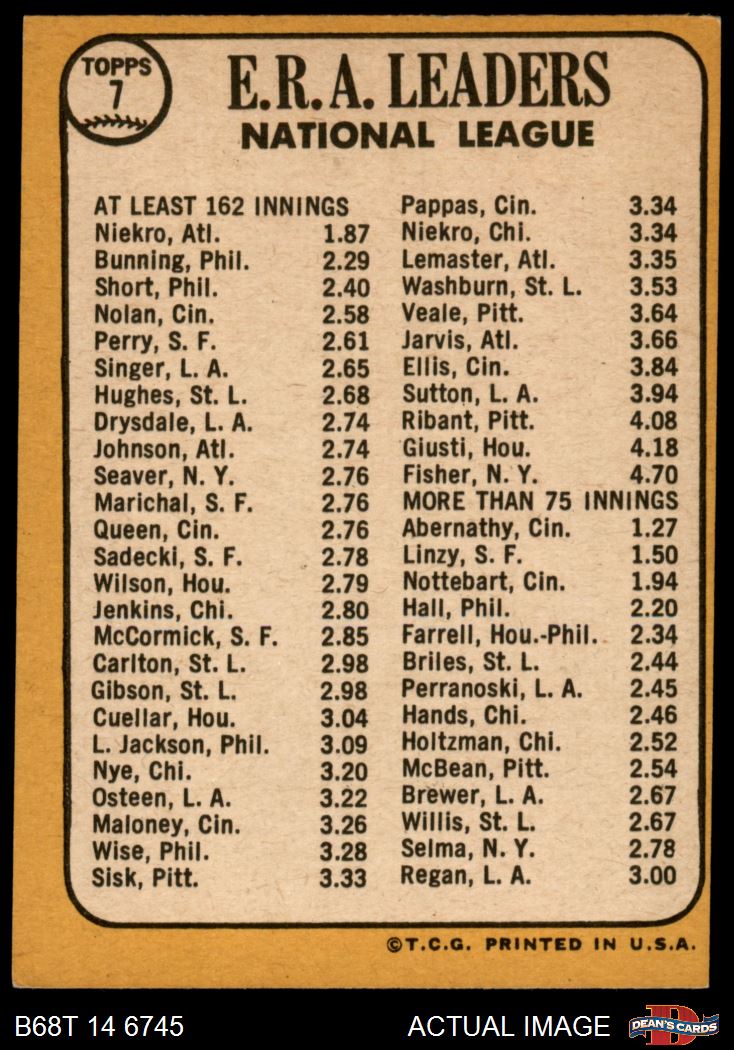 TOPPS
7
E.R.A. LEADERS
NATIONAL LEAGUE
AT LEAST 162 INNINGS
Niekro, Atl. 1.87
Bunning, Phil. 2.29
Short, Phil. 2.40
Nolan, Cin. 2.58
Perry, S. F. 2.61
Singer, L. A. 2.65
Hughes, St. L. 2.68
Drysdale, L. A. 2.74
Johnson, Atl. 2.74
Seaver, N. Y. 2.76
Marichal, S. F. 2.76
Queen, Cin. 2.76
Sadecki, S. F. 2.78
Wilson, Hou. 2.79
Jenkins, Chi. 2.80
McCormick, S. F. 2.85
Carlton, St. L. 2.98
Gibson, St. L. 2.98
Cuellar, Hou. 3.04
L. Jackson, Phil. 3.09
Nye, Chi. 3.20
Osteen, L. A. 3.22
Maloney, Cin. 3.26
Wise, Phil. 3.28
Sisk, Pitt. 3.33
Pappas, Cin. 3.34
Niekro, Chi. 3.34
Lemaster, Atl. 3.35
Washburn, St. L. 3.53
Veale, Pitt. 3.64
Jarvis, Atl. 3.66
Ellis, Cin. 3.84
Sutton, L. A. 3.94
Ribant, Pitt. 4.08
Giusti, Hou. 4.18
Fisher, N. Y. 4.70
MORE THAN 75 INNINGS
Abernathy, Cin. 1.27
Linzy, S. F. 1.50
Nottebart, Cin. 1.94
Hall, Phil. 2.20
Farrell, Hou.-Phil. 2.34
Briles, St. L. 2.44
Perranoski, L. A. 2.45
Hands, Chi. 2.46
Holtzman, Chi. 2.52
McBean, Pitt. 2.54
Brewer, L. A. 2.67
Willis, St. L. 2.67
Selma, N. Y. 2.78
Regan, L. A. 3.00
©T.C.G. PRINTED IN U.S.A.
B68T 14 6745 ACTUAL IMAGE
DEAN'S CARDS